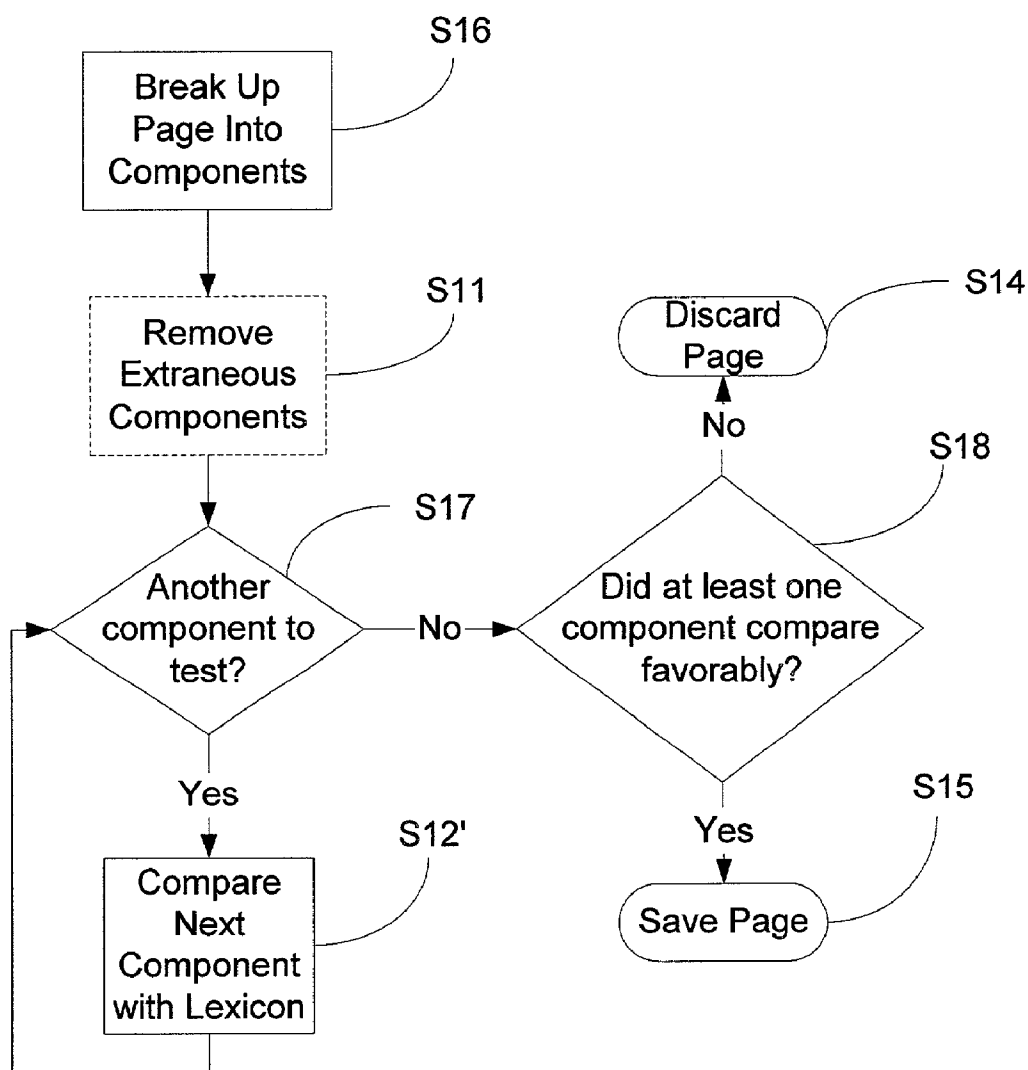 S16
Break Up
Page Into
Components
S11
Remove
Extraneous
Components
S14
Discard
Page
No
S18
S17
Another
component to
test?
No
Did at least one
component compare
favorably?
Yes
S12'
Compare
Next
Component
with Lexicon
Yes
S15
Save Page